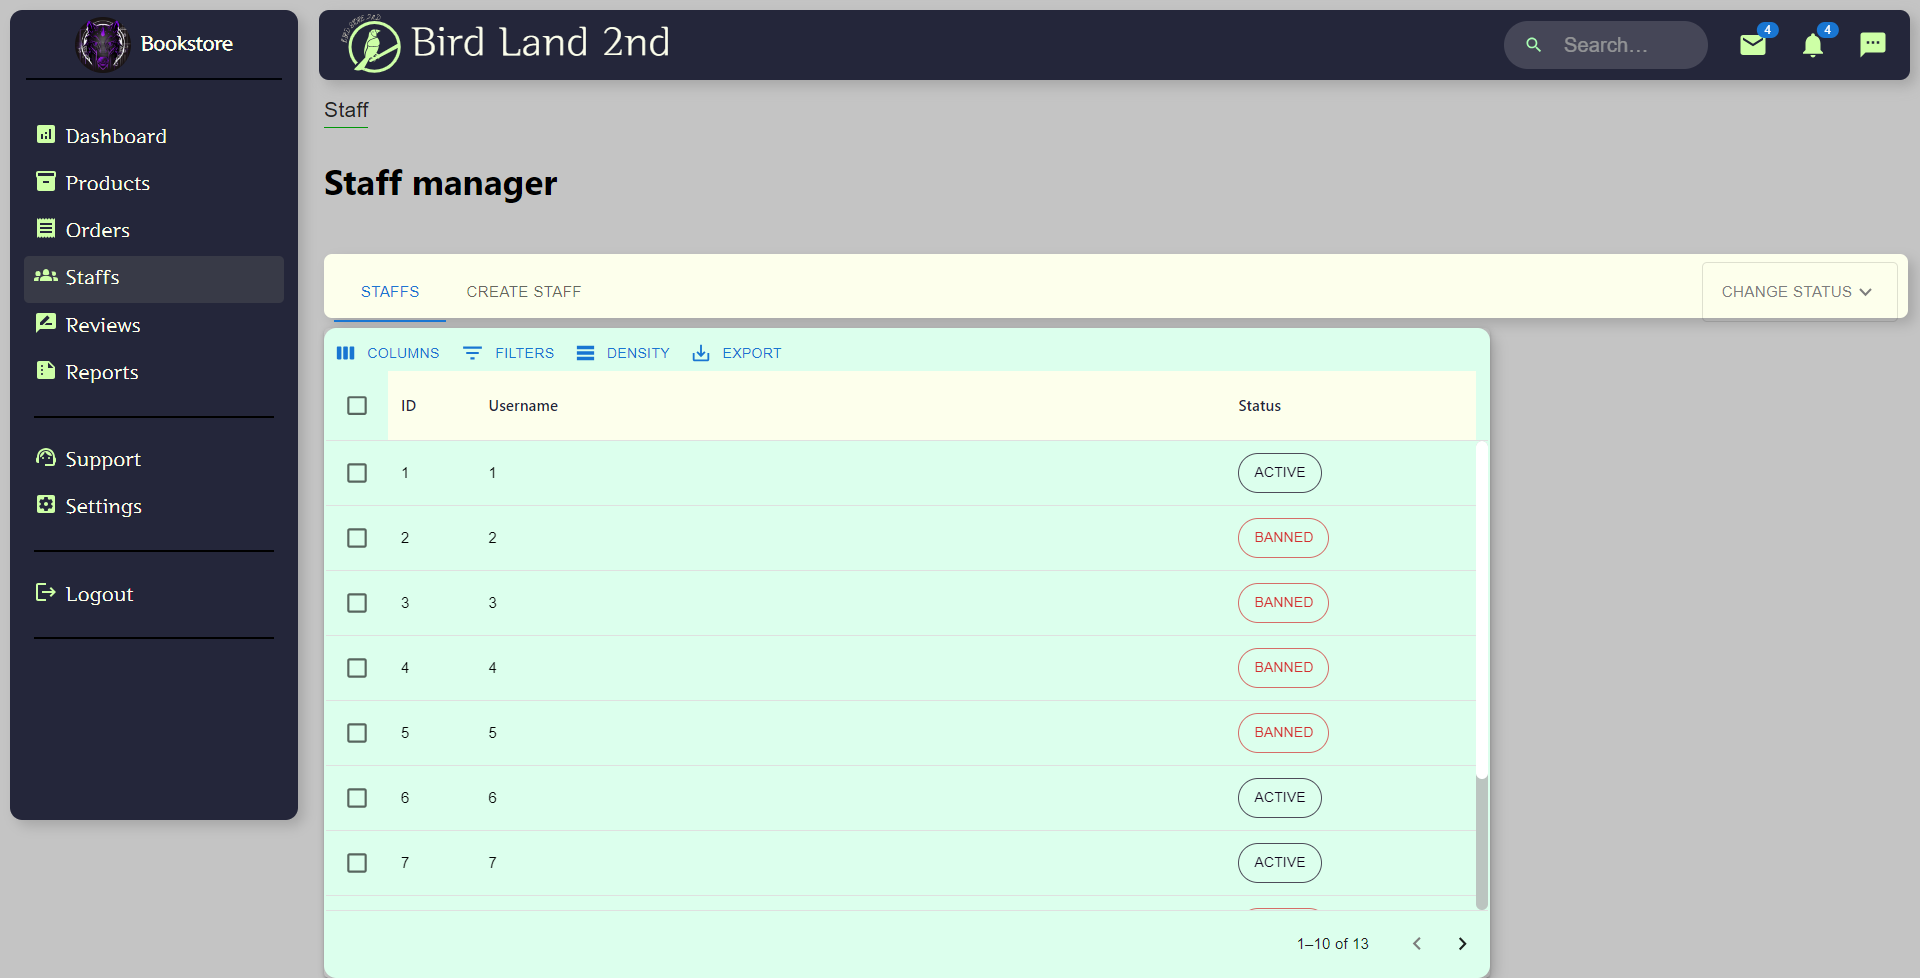 Bookstore
Dashboard
Products
Orders
Staffs
Reviews
Reports
Support
Settings
Logout
Bird Land 2nd
Search...
4
4
Staff
Staff manager
STAFFS
CREATE STAFF
CHANGE STATUS
COLUMNS
FILTERS
DENSITY
EXPORT
ID Username Status
1 1 ACTIVE
2 2 BANNED
3 3 BANNED
4 4 BANNED
5 5 BANNED
6 6 ACTIVE
7 7 ACTIVE
1–10 of 13